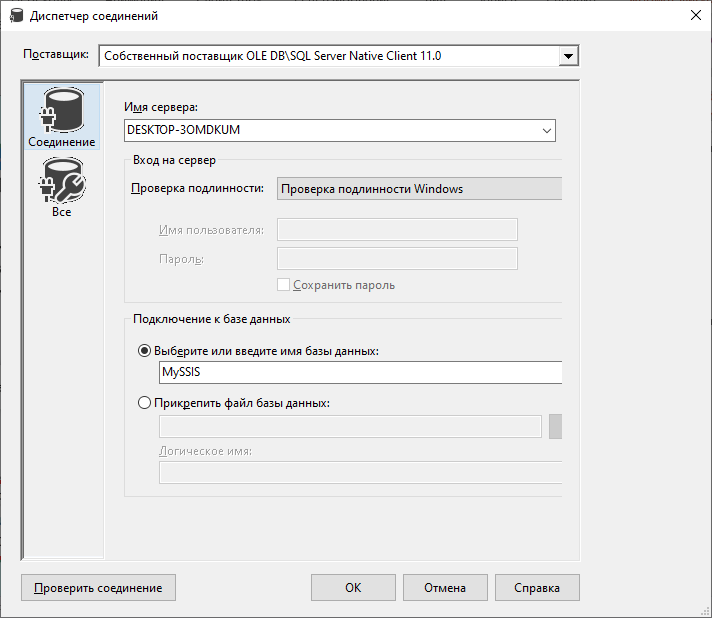 Диспетчер соединений
Поставщик: Собственный поставщик OLE DB\SQL Server Native Client 11.0
Соединение
Все
Имя сервера:
DESKTOP-3OMDKUM
Вход на сервер
Проверка подлинности: Проверка подлинности Windows
Имя пользователя:
Пароль:
Сохранить пароль
Подключение к базе данных
Выберите или введите имя базы данных:
MySSIS
Прикрепить файл базы данных:
Логическое имя:
Проверить соединение
OK
Отмена
Справка